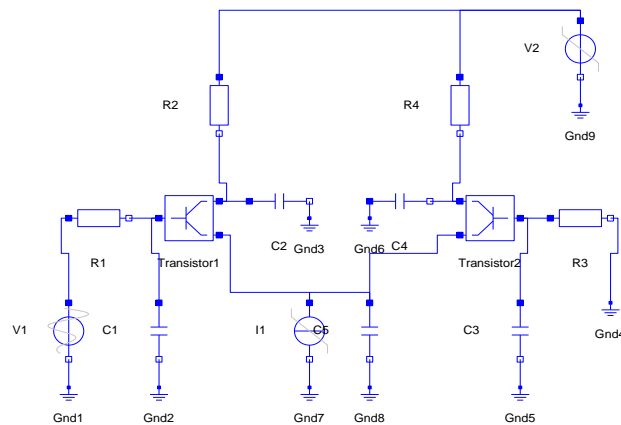 V2
R2
R4
Gnd9
C2
Gnd3
Gnd6
C4
R1
Transistor1
Transistor2
R3
V1
C1
I1
C5
C3
Gnd4
Gnd1
Gnd2
Gnd7
Gnd8
Gnd5